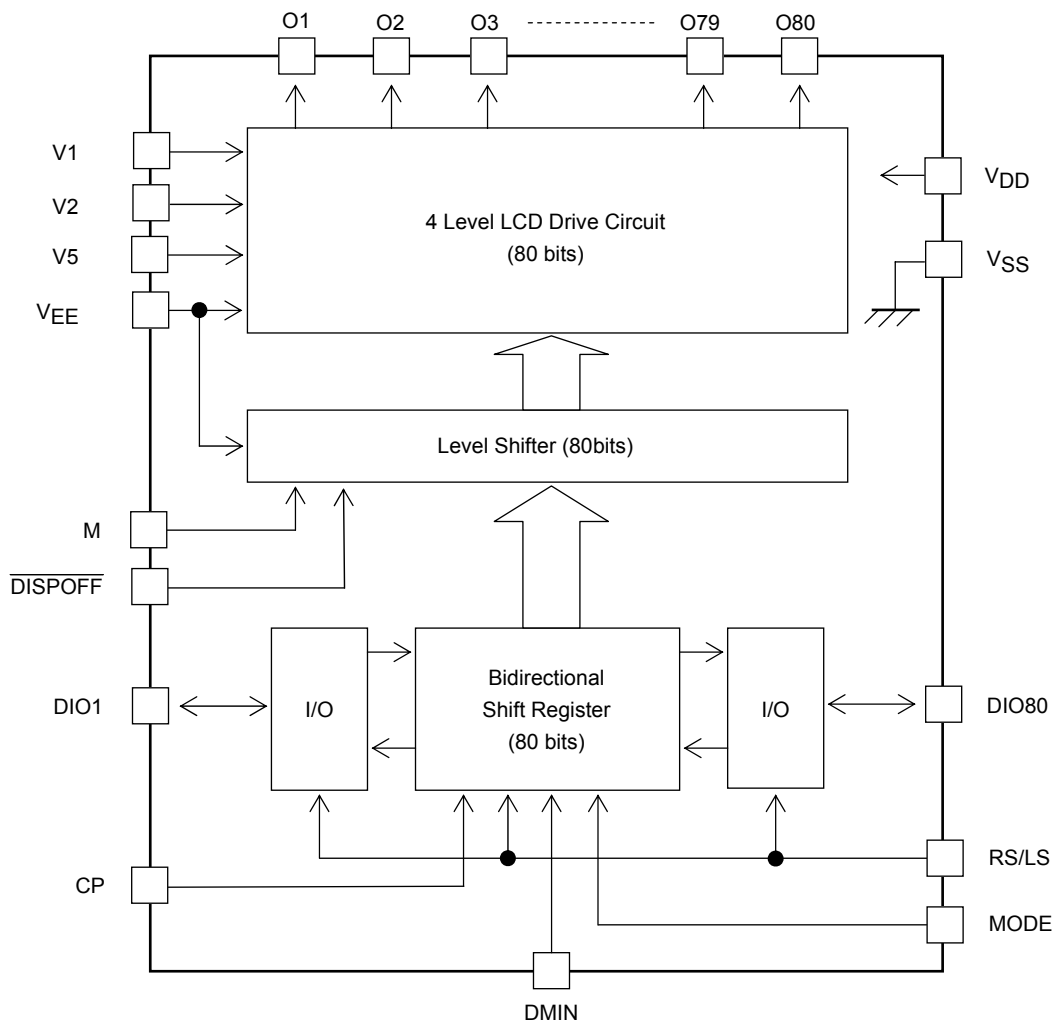 O1 O2 O3 O79 O80
V1
V2
V5
VEE
VDD
VSS
4 Level LCD Drive Circuit
(80 bits)
Level Shifter (80bits)
M
DISPOFF
DIO1
I/O
Bidirectional
Shift Register
(80 bits)
I/O
DIO80
CP
RS/LS
MODE
DMIN